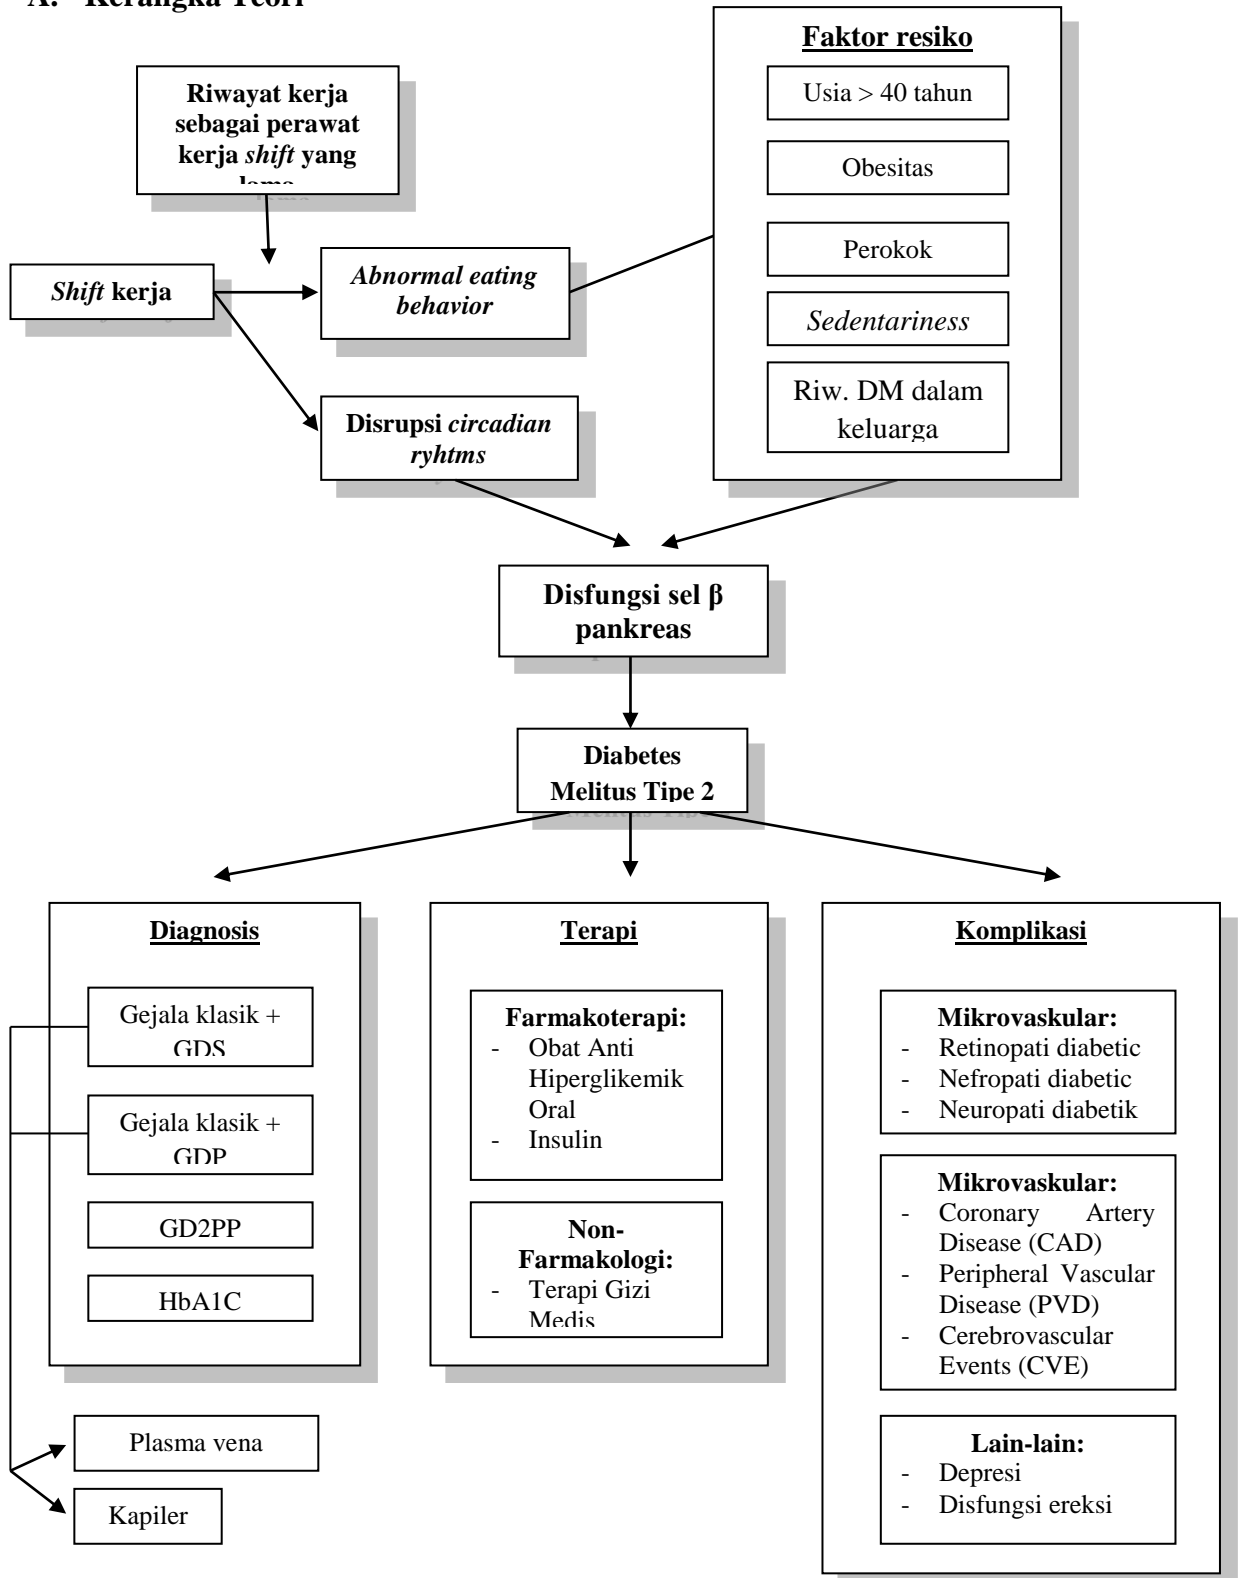 A. Kerangka Teori
Faktor resiko
Usia > 40 tahun
Obesitas
Perokok
Sedentariness
Riw. DM dalam
keluarga
Riwayat kerja
sebagai perawat
kerja shift yang
lama
Shift kerja
Abnormal eating
behavior
Disrupsi circadian
ryhtms
Disfungsi sel β
pankreas
Diabetes
Melitus Tipe 2
Diagnosis
Gejala klasik +
GDS
Gejala klasik +
GDP
GD2PP
HbA1C
Plasma vena
Kapiler
Terapi
Farmakoterapi:
- Obat Anti
Hiperglikemik
Oral
- Insulin
Non-
Farmakologi:
- Terapi Gizi
Medis
Komplikasi
Mikrovaskular:
- Retinopati diabetic
- Nefropati diabetic
- Neuropati diabetik
Mikrovaskular:
- Coronary Artery
Disease (CAD)
- Peripheral Vascular
Disease (PVD)
- Cerebrovascular
Events (CVE)
Lain-lain:
- Depresi
- Disfungsi ereksi